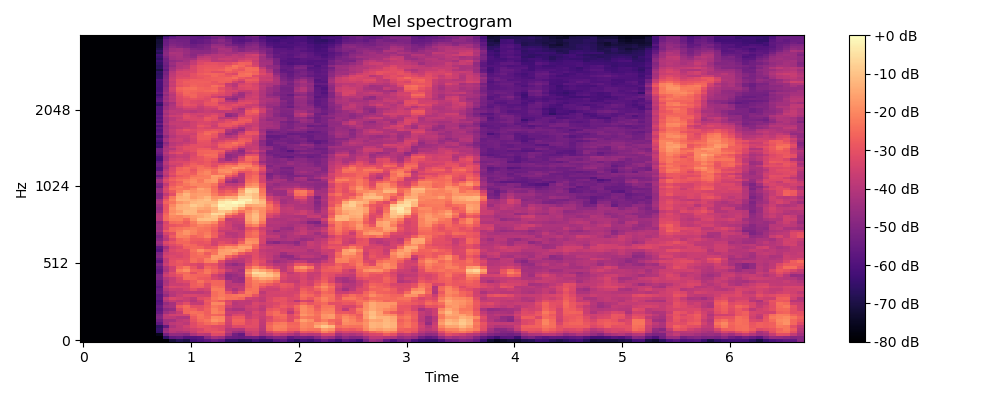 Mel spectrogram
Hz
2048
1024
512
0
0 1 2 3 4 5 6
Time
+0 dB
-10 dB
-20 dB
-30 dB
-40 dB
-50 dB
-60 dB
-70 dB
-80 dB